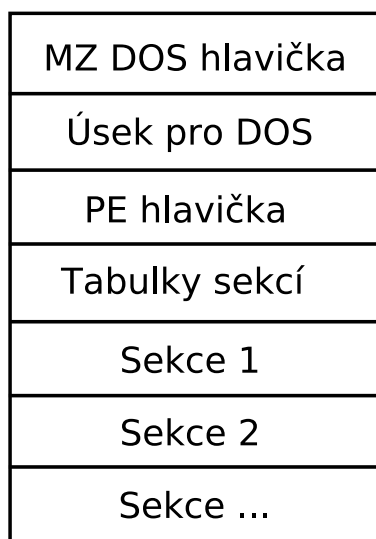 MZ DOS hlavička
Úsek pro DOS
PE hlavička
Tabulky sekcí
Sekce 1
Sekce 2
Sekce ...